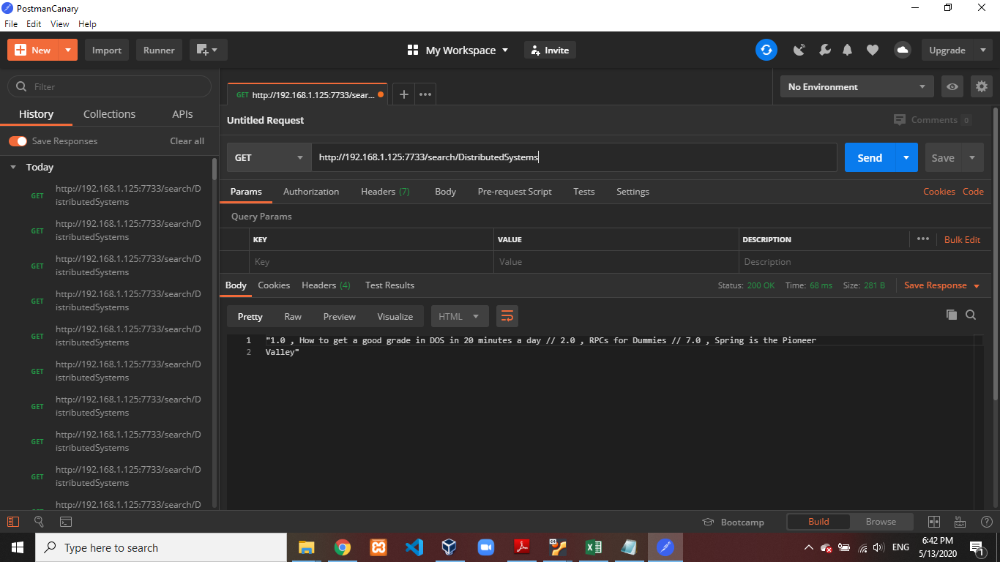 PostmanCanary
File Edit View Help
New Import Runner My Workspace Invite Upgrade
Filter
History Collections APIs
Save Responses Clear all
Today
GET http://192.168.1.125:7733/search/D
istributedSystems
GET http://192.168.1.125:7733/search/D
istributedSystems
GET http://192.168.1.125:7733/search/D
istributedSystems
GET http://192.168.1.125:7733/search/D
istributedSystems
GET http://192.168.1.125:7733/search/D
istributedSystems
GET http://192.168.1.125:7733/search/D
istributedSystems
GET http://192.168.1.125:7733/search/D
istributedSystems
GET http://192.168.1.125:7733/search/D
istributedSystems
GET http://192.168.1.125:7733/search/D
istributedSystems
http://192.168.1.125:7733/search/D
GET http://192.168.1.125:7733/sear... No Environment
Untitled Request Comments 0
GET http://192.168.1.125:7733/search/DistributedSystems Send Save
Params Authorization Headers (7) Body Pre-request Script Tests Settings Cookies Code
Query Params
KEY VALUE DESCRIPTION Bulk Edit
Key Value Description
Body Cookies Headers (4) Test Results Status: 200 OK Time: 68 ms Size: 281 B Save Response
Pretty Raw Preview Visualize HTML
1 "1.0 , How to get a good grade in DOS in 20 minutes a day // 2.0 , RPCs for Dummies // 7.0 , Spring is the Pioneer
2 Valley"
Bootcamp Build Browse
Type here to search
ENG
6:42 PM
5/13/2020
1